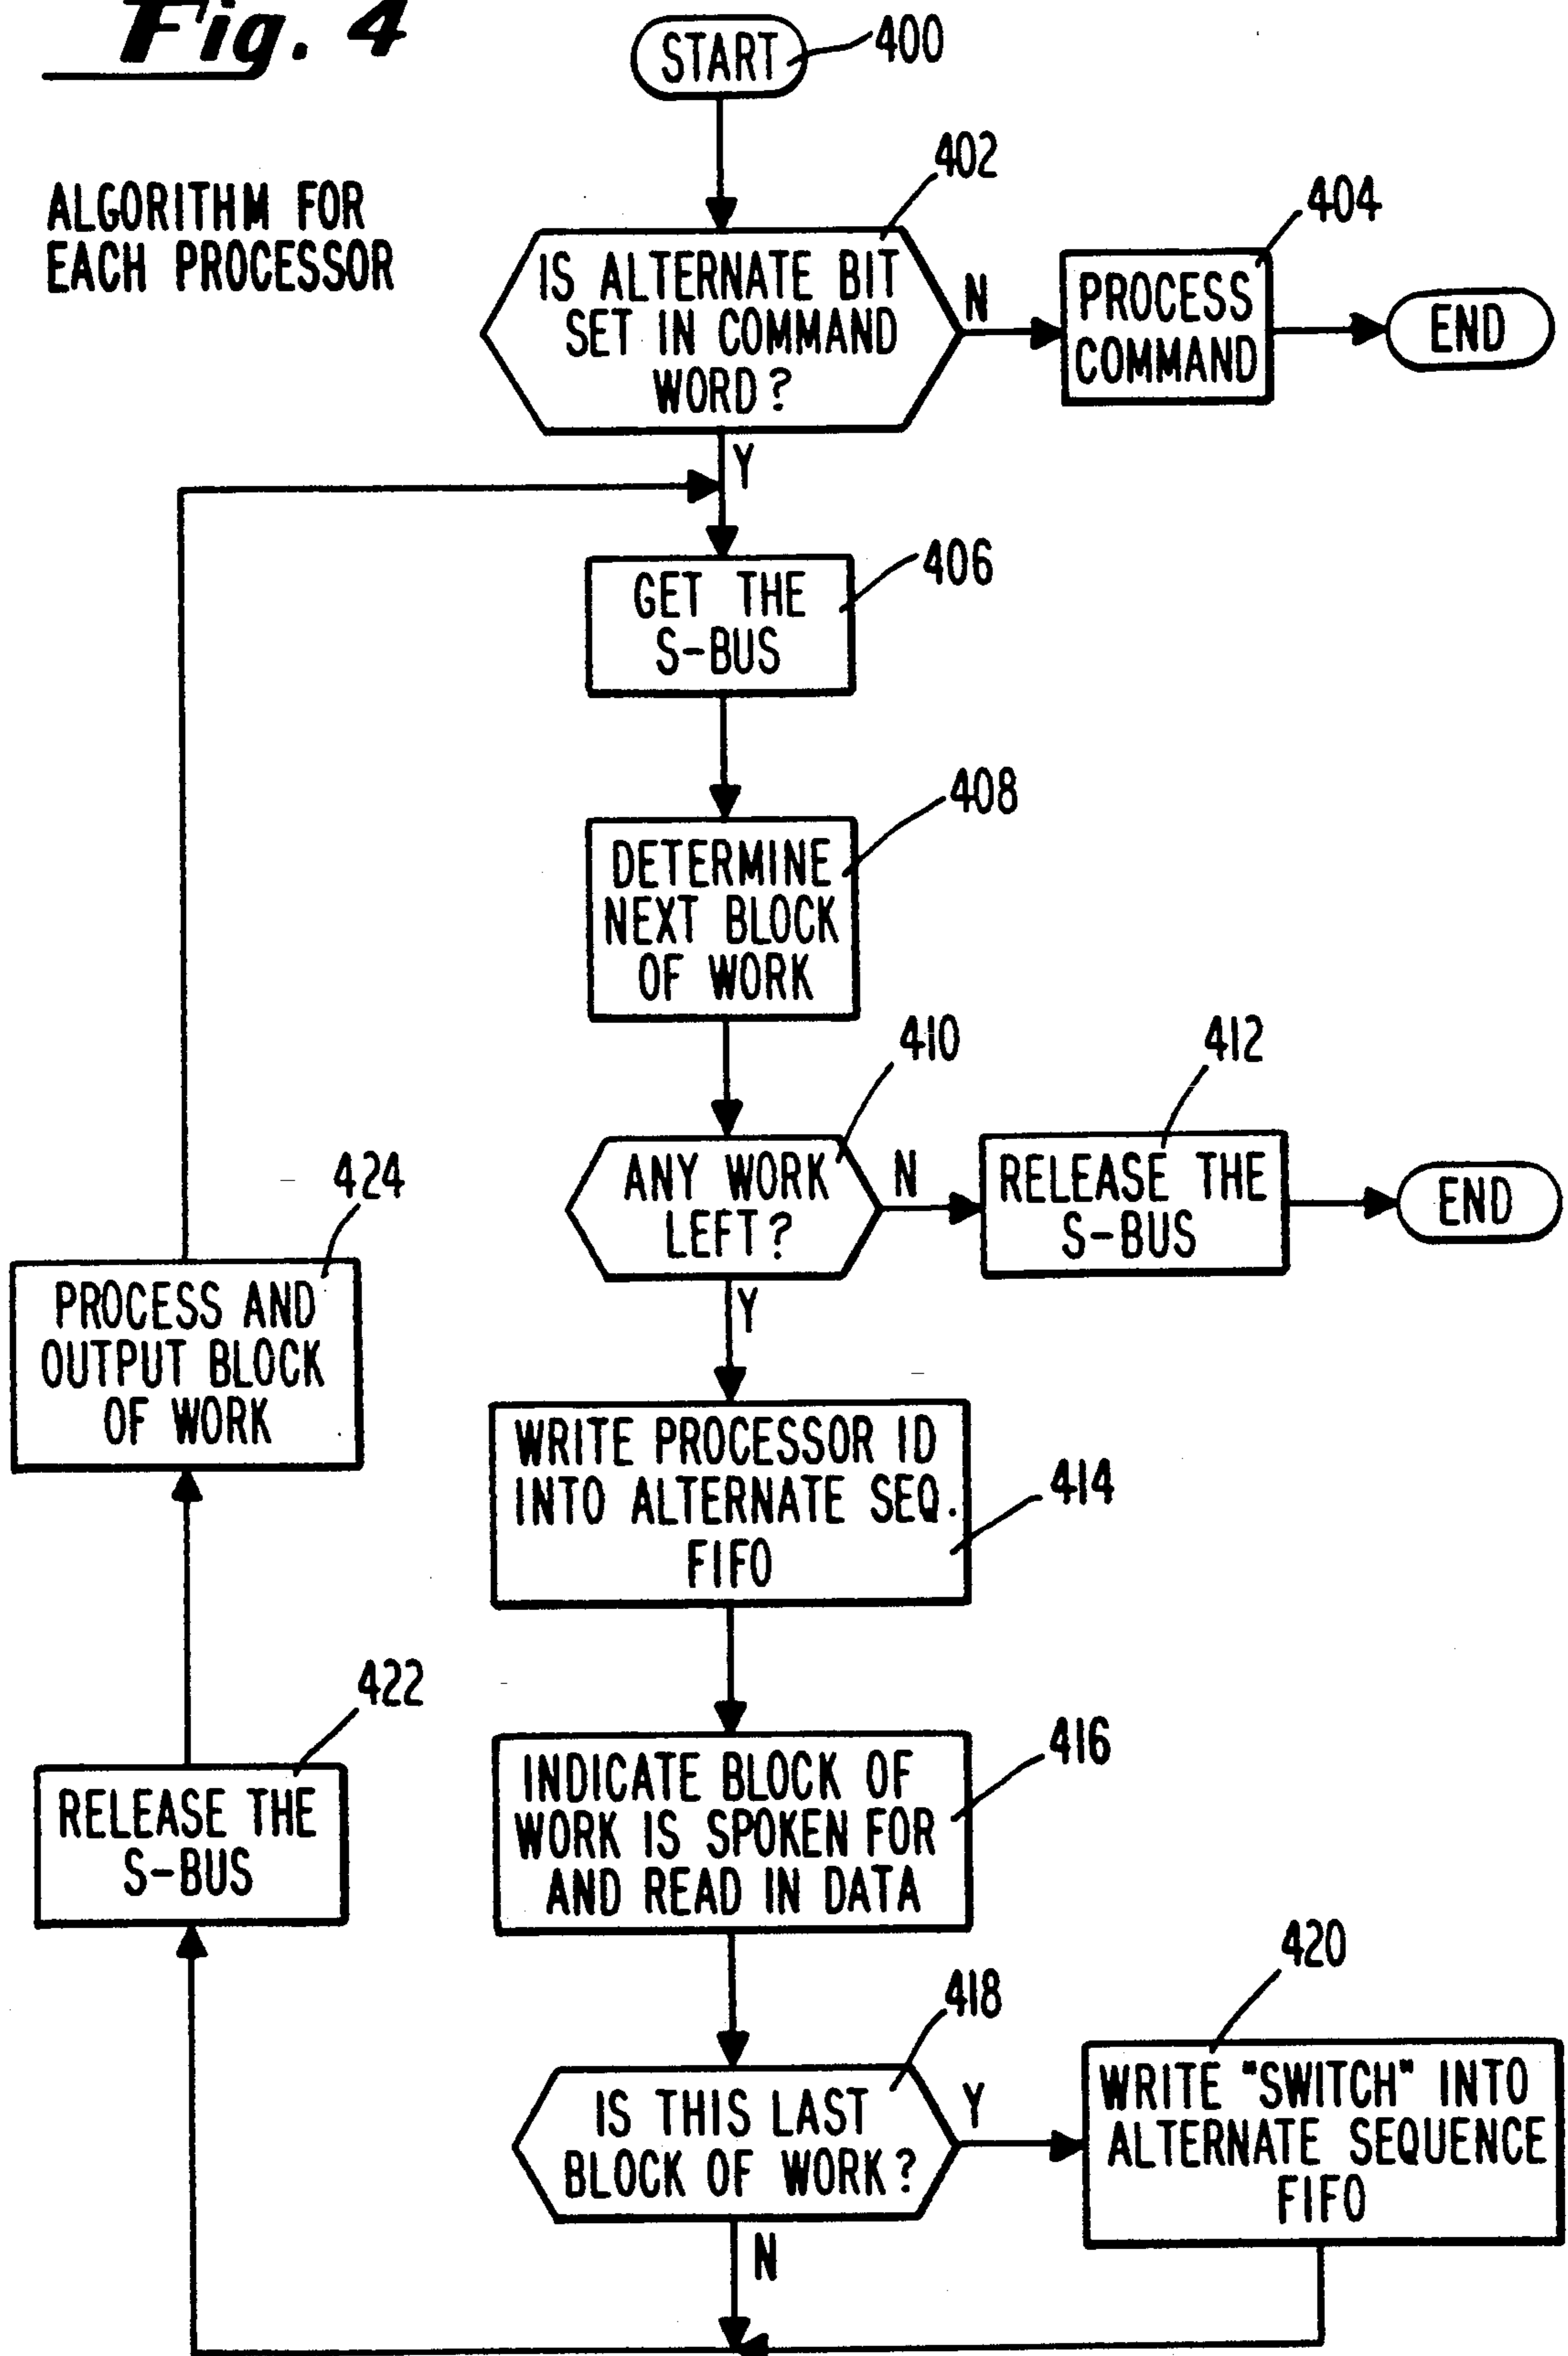 Fig. 4
ALGORITHM FOR
EACH PROCESSOR
START
400
402
IS ALTERNATE BIT
SET IN COMMAND
WORD?
N
404
PROCESS
COMMAND
END
Y
406
GET THE
S-BUS
408
DETERMINE
NEXT BLOCK
OF WORK
410
ANY WORK
LEFT?
N
412
RELEASE THE
S-BUS
END
Y
414
WRITE PROCESSOR ID
INTO ALTERNATE SEQ.
FIFO
416
INDICATE BLOCK OF
WORK IS SPOKEN FOR
AND READ IN DATA
418
IS THIS LAST
BLOCK OF WORK?
Y
420
WRITE "SWITCH" INTO
ALTERNATE SEQUENCE
FIFO
N
422
RELEASE THE
S-BUS
424
PROCESS AND
OUTPUT BLOCK
OF WORK